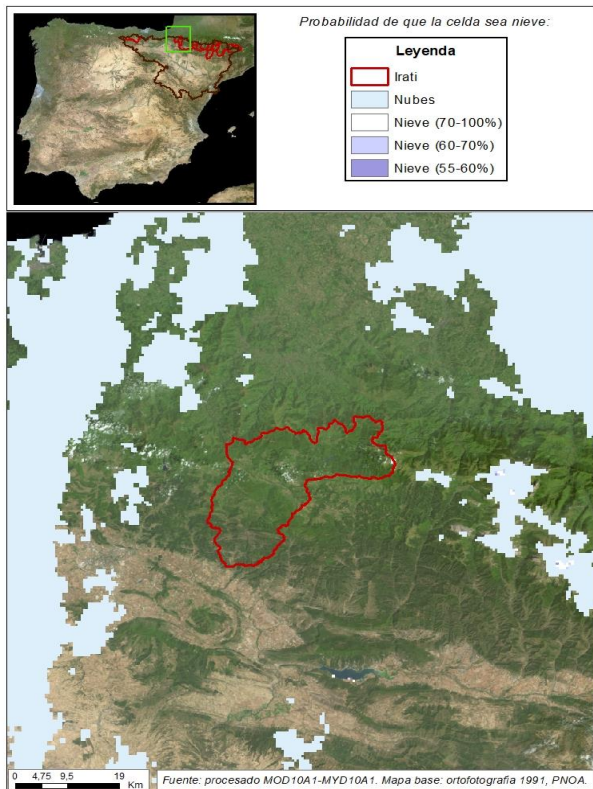 Probabilidad de que la celda sea nieve:
Leyenda
Irati
Nubes
Nieve (70-100%)
Nieve (60-70%)
Nieve (55-60%)
0 4,75 9,5 19
Km
Fuente: procesado MOD10A1-MYD10A1. Mapa base: ortofotografia 1991, PNOA.